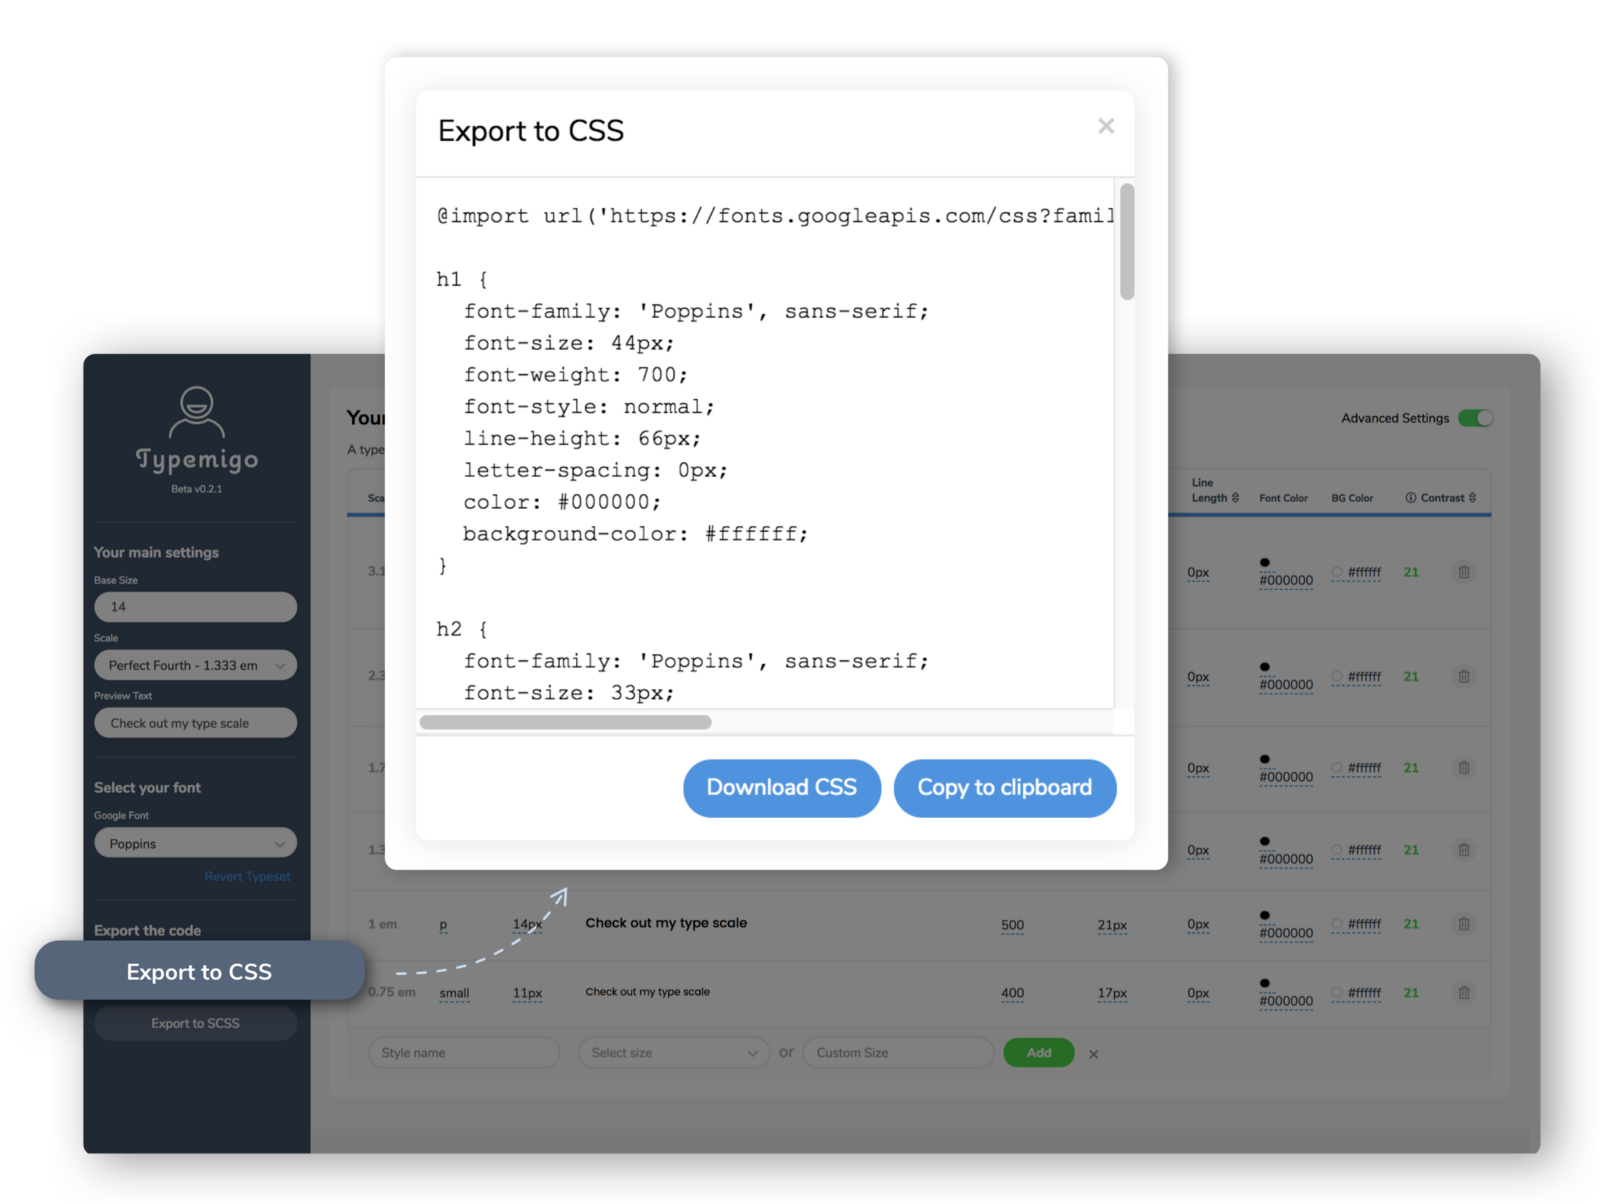 Export to CSS
×
@import url('https://fonts.googleapis.com/css?famil
h1 {
font-family: 'Poppins', sans-serif;
font-size: 44px;
font-weight: 700;
font-style: normal;
line-height: 66px;
letter-spacing: 0px;
color: #000000;
background-color: #ffffff;
}
h2 {
font-family: 'Poppins', sans-serif;
font-size: 33px;
Download CSS Copy to clipboard
Typemigo
Beta v0.2.1
Your main settings
Base Size
14
Scale
Perfect Fourth - 1.333 em
Preview Text
Check out my type scale
Select your font
Google Font
Poppins
Revert Typeset
Export the code
Export to CSS
Export to SCSS
Your
A type
Advanced Settings
Sca
Line
Length Font Color BG Color Contrast
3.1 0px #000000 #ffffff 21
2.3 0px #000000 #ffffff 21
1.7 0px #000000 #ffffff 21
1.3 0px #000000 #ffffff 21
1 em p 14px Check out my type scale 500 21px 0px #000000 #ffffff 21
0.75 em small 11px Check out my type scale 400 17px 0px #000000 #ffffff 21
Style name Select size or Custom Size Add ×